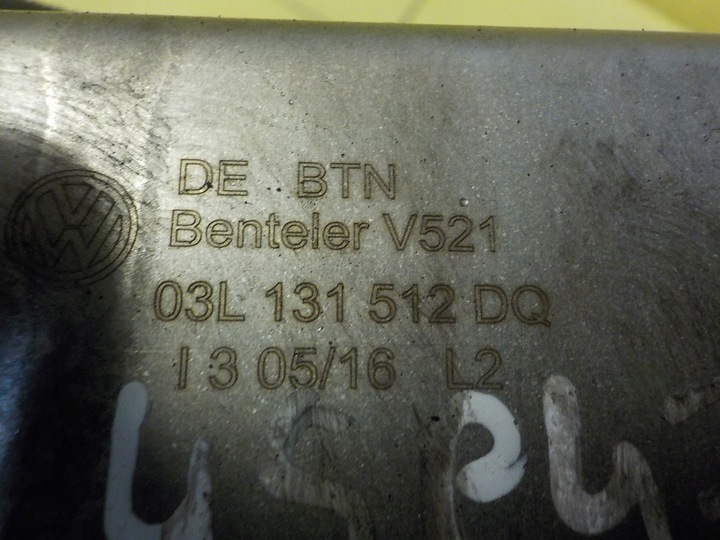 DE BTN
Benteler V521
03L 131 512 DQ
I 3 05/16 L2